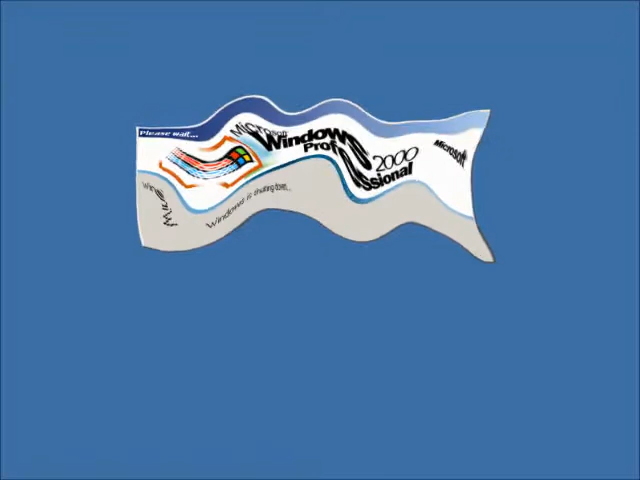 Please wait...
Microsoft
Windows 2000
Professional
Microsoft
Windows is shutting down...